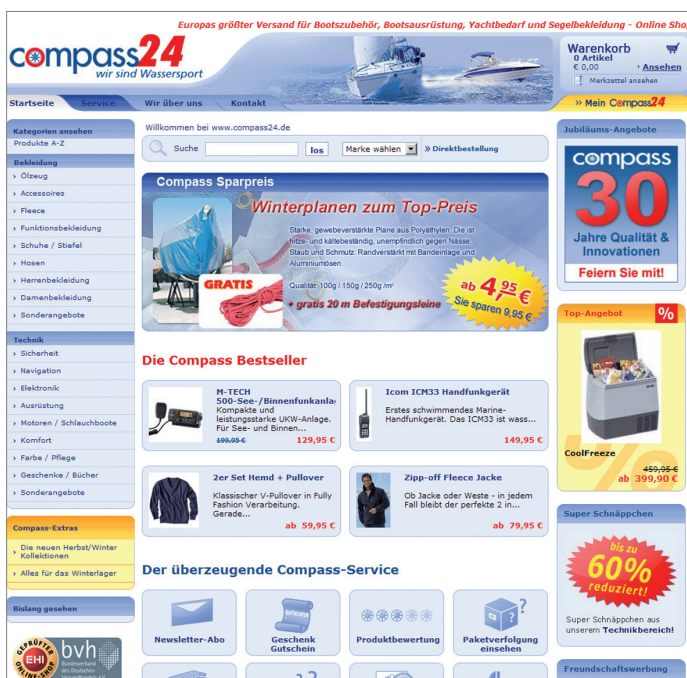 Europas größter Versand für Bootszubehör, Bootsausrüstung, Yachtbedarf und Segelbekleidung - Online Shop
compass24
wir sind Wassersport
Warenkorb
0 Artikel
€ 0,00 › Ansehen
Merkzettel ansehen
Startseite Service Wir über uns Kontakt
» Mein Compass24
Kategorien ansehen
Produkte A-Z
Bekleidung
› Ölzeug
› Accessoires
› Fleece
› Funktionsbekleidung
› Schuhe / Stiefel
› Hosen
› Herrenbekleidung
› Damenbekleidung
› Sonderangebote
Technik
› Sicherheit
› Navigation
› Elektronik
› Ausrüstung
› Motoren / Schlauchboote
› Komfort
› Farbe / Pflege
› Geschenke / Bücher
› Sonderangebote
Compass-Extras
› Die neuen Herbst/Winter
Kollektionen
› Alles für das Winterlager
Bislang gesehen
GEPRÜFTER
EHI
ONLINE-SHOP
bvh
Bundesverband
des Deutschen
Willkommen bei www.compass24.de
Suche los Marke wählen » Direktbestellung
Compass Sparpreis
Winterplanen zum Top-Preis
Starke, gewebeverstärkte Plane aus Polyäthylen. Die ist
hitze- und kältebeständig, unempfindlich gegen Nässe
Staub und Schmutz. Randverstärkt mit Bandeinlage und
Aluminiumösen.
Qualität 100g / 150g / 250g /m²
GRATIS
+ gratis 20 m Befestigungsleine
ab 4,95 €
Sie sparen 9,95 €
Die Compass Bestseller
M-TECH
500-See-/Binnenfunkanlag
Kompakte und
leistungsstarke UKW-Anlage.
Für See- und Binnen...
199,95 € 129,95 €
Icom ICM33 Handfunkgerät
Erstes schwimmendes Marine-
Handfunkgerät. Das ICM33 ist wass...
149,95 €
2er Set Hemd + Pullover
Klassischer V-Pullover in Fully
Fashion Verarbeitung.
Gerade...
ab 59,95 €
Zipp-off Fleece Jacke
Ob Jacke oder Weste - in jedem
Fall bleibt der perfekte 2 in...
ab 79,95 €
Der überzeugende Compass-Service
Newsletter-Abo
GUTSCHEIN
Geschenk
Gutschein
Produktbewertung
Paketverfolgung
einsehen
Jubiläums-Angebote
compass
30
Jahre Qualität &
Innovationen
Feiern Sie mit!
Top-Angebot %
CoolFreeze
459,95 €
ab 399,90 €
Super Schnäppchen
bis zu
60%
reduziert!
Super Schnäppchen aus
unserem Technikbereich!
Freundschaftswerbung